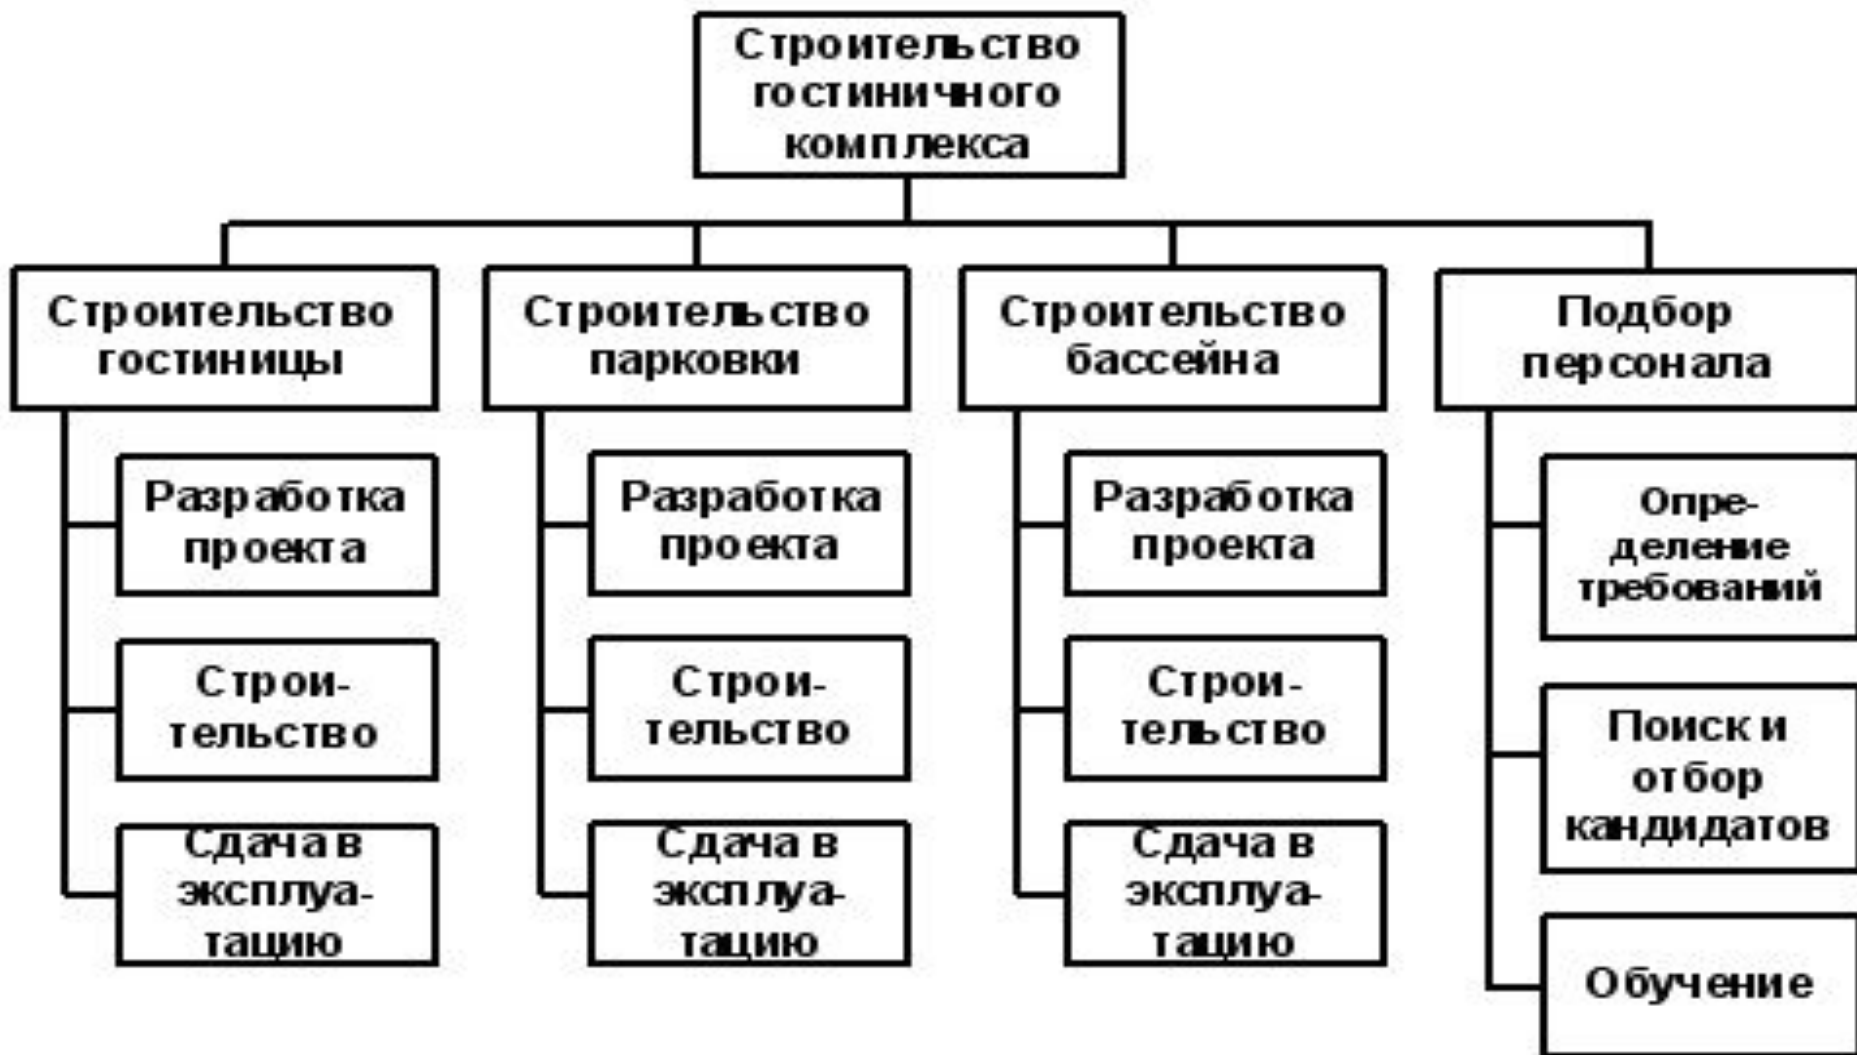 Строительство
гостиничного
комплекса
Строительство
гостиницы
Строительство
парковки
Строительство
бассейна
Подбор
персонала
Разработка
проекта
Строи-
тельство
Сдача в
эксплуа-
тацию
Разработка
проекта
Строи-
тельство
Сдача в
эксплуа-
тацию
Разработка
проекта
Строи-
тельство
Сдача в
эксплуа-
тацию
Опре-
деление
требований
Поиск и
отбор
кандидатов
Обучение